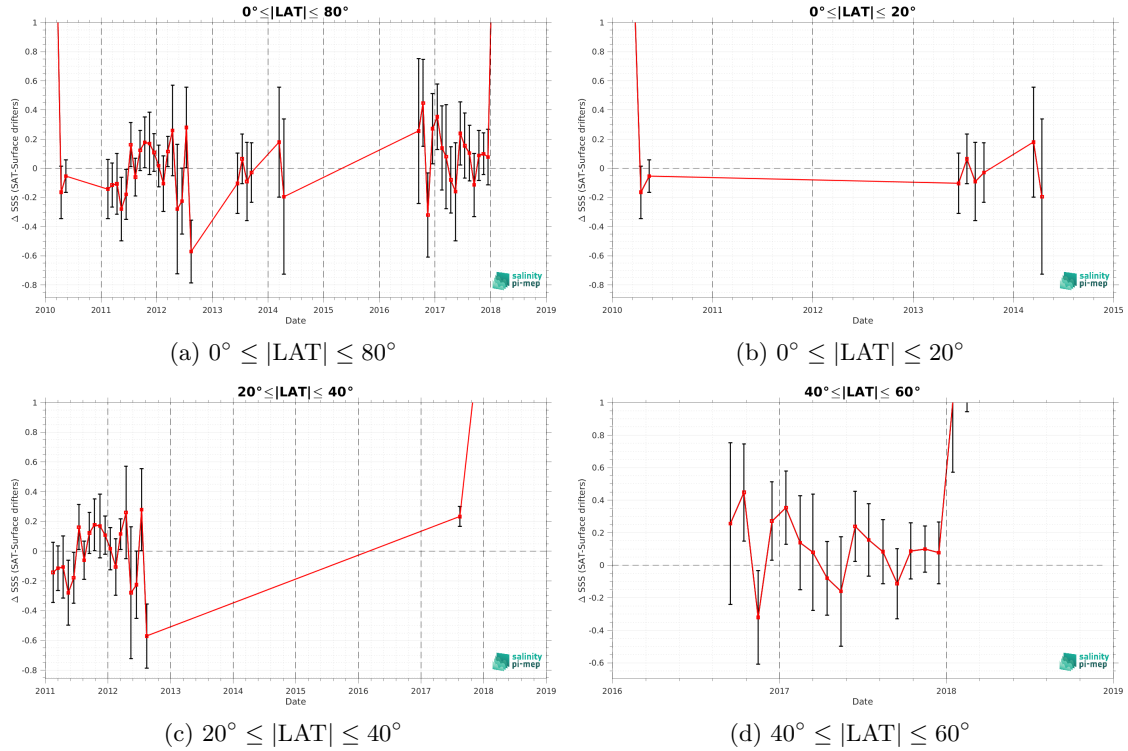 0°≤|LAT|≤ 80°
1
0.8
0.6
0.4
0.2
0
-0.2
-0.4
-0.6
-0.8
Δ SSS (SAT-Surface drifters)
2010 2011 2012 2013 2014 2015 2016 2017 2018 2019
Date
salinity
pi-mep
(a) 0° ≤ |LAT| ≤ 80°
0°≤|LAT|≤ 20°
1
0.8
0.6
0.4
0.2
0
-0.2
-0.4
-0.6
-0.8
Δ SSS (SAT-Surface drifters)
2010 2011 2012 2013 2014 2015
Date
salinity
pi-mep
(b) 0° ≤ |LAT| ≤ 20°
20°≤|LAT|≤ 40°
1
0.8
0.6
0.4
0.2
0
-0.2
-0.4
-0.6
-0.8
Δ SSS (SAT-Surface drifters)
2011 2012 2013 2014 2015 2016 2017 2018 2019
Date
salinity
pi-mep
(c) 20° ≤ |LAT| ≤ 40°
40°≤|LAT|≤ 60°
1
0.8
0.6
0.4
0.2
0
-0.2
-0.4
-0.6
Δ SSS (SAT-Surface drifters)
2016 2017 2018 2019
Date
salinity
pi-mep
(d) 40° ≤ |LAT| ≤ 60°